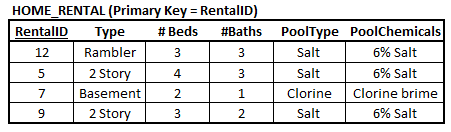 HOME_RENTAL (Primary Key = RentalID)
RentalID Type # Beds #Baths PoolType PoolChemicals
12 Rambler 3 3 Salt 6% Salt
5 2 Story 4 3 Salt 6% Salt
7 Basement 2 1 Clorine Clorine brime
9 2 Story 3 2 Salt 6% Salt